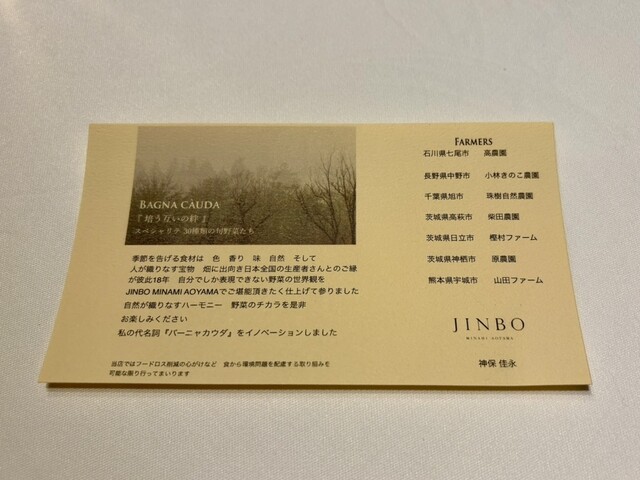 BAGNA CAUDA
『 培う互いの絆 』
スペシャリテ 30種類の旬野菜たち
季節を告げる食材は 色 香り 味 自然 そして
人が織りなす宝物 畑に出向き日本全国の生産者さんとのご縁
が彼此18年 自分でしか表現できない野菜の世界観を
JINBO MINAMI AOYAMAでご堪能頂きたく仕上げて参りました
自然が織りなすハーモニー 野菜のチカラを是非
お楽しみください
私の代名詞『バーニャカウダ』をイノベーションしました
当店ではフードロス削減の心がけなど 食から環境問題を配慮する取り組みを
可能な限り行ってまいります
FARMERS
石川県七尾市 高農園
長野県中野市 小林きのこ農園
千葉県旭市 珠樹自然農園
茨城県高萩市 柴田農園
茨城県日立市 樫村ファーム
茨城県神栖市 原農園
熊本県宇城市 山田ファーム
JINBO
MINAMI AOYAMA
神保 佳永